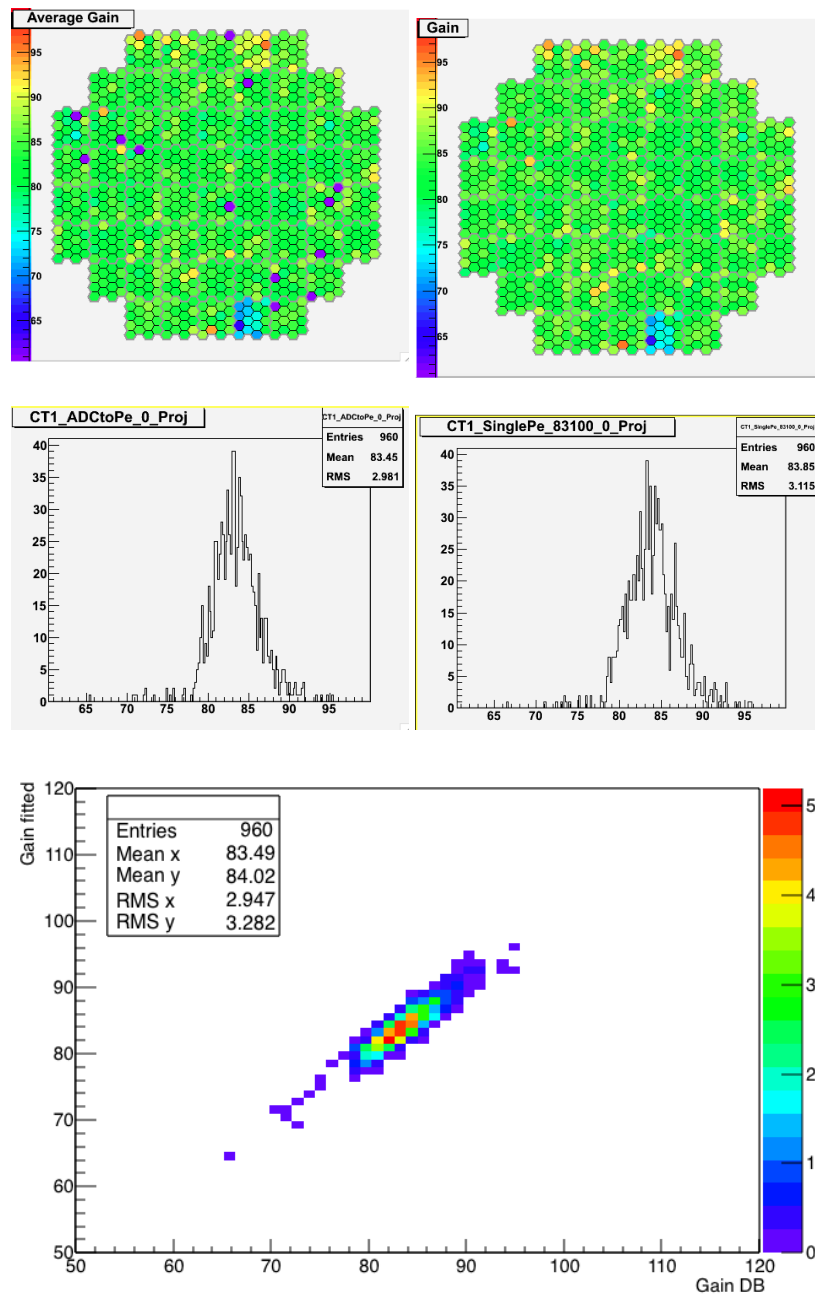 Average Gain
Gain
95
90
85
80
75
70
65
95
90
85
80
75
70
65
CT1_ADCtoPe_0_Proj
CT1_ADCtoPe_0_Proj
Entries 960
Mean 83.45
RMS 2.981
40
35
30
25
20
15
10
5
0
65 70 75 80 85 90 95
CT1_SinglePe_83100_0_Proj
CT1_SinglePe_83100_0_Proj
Entries 960
Mean 83.85
RMS 3.115
40
35
30
25
20
15
10
5
0
65 70 75 80 85 90 95
Gain fitted
120
110
100
90
80
70
60
50
Entries 960
Mean x 83.49
Mean y 84.02
RMS x 2.947
RMS y 3.282
5
4
3
2
1
0
50 60 70 80 90 100 110 120
Gain DB